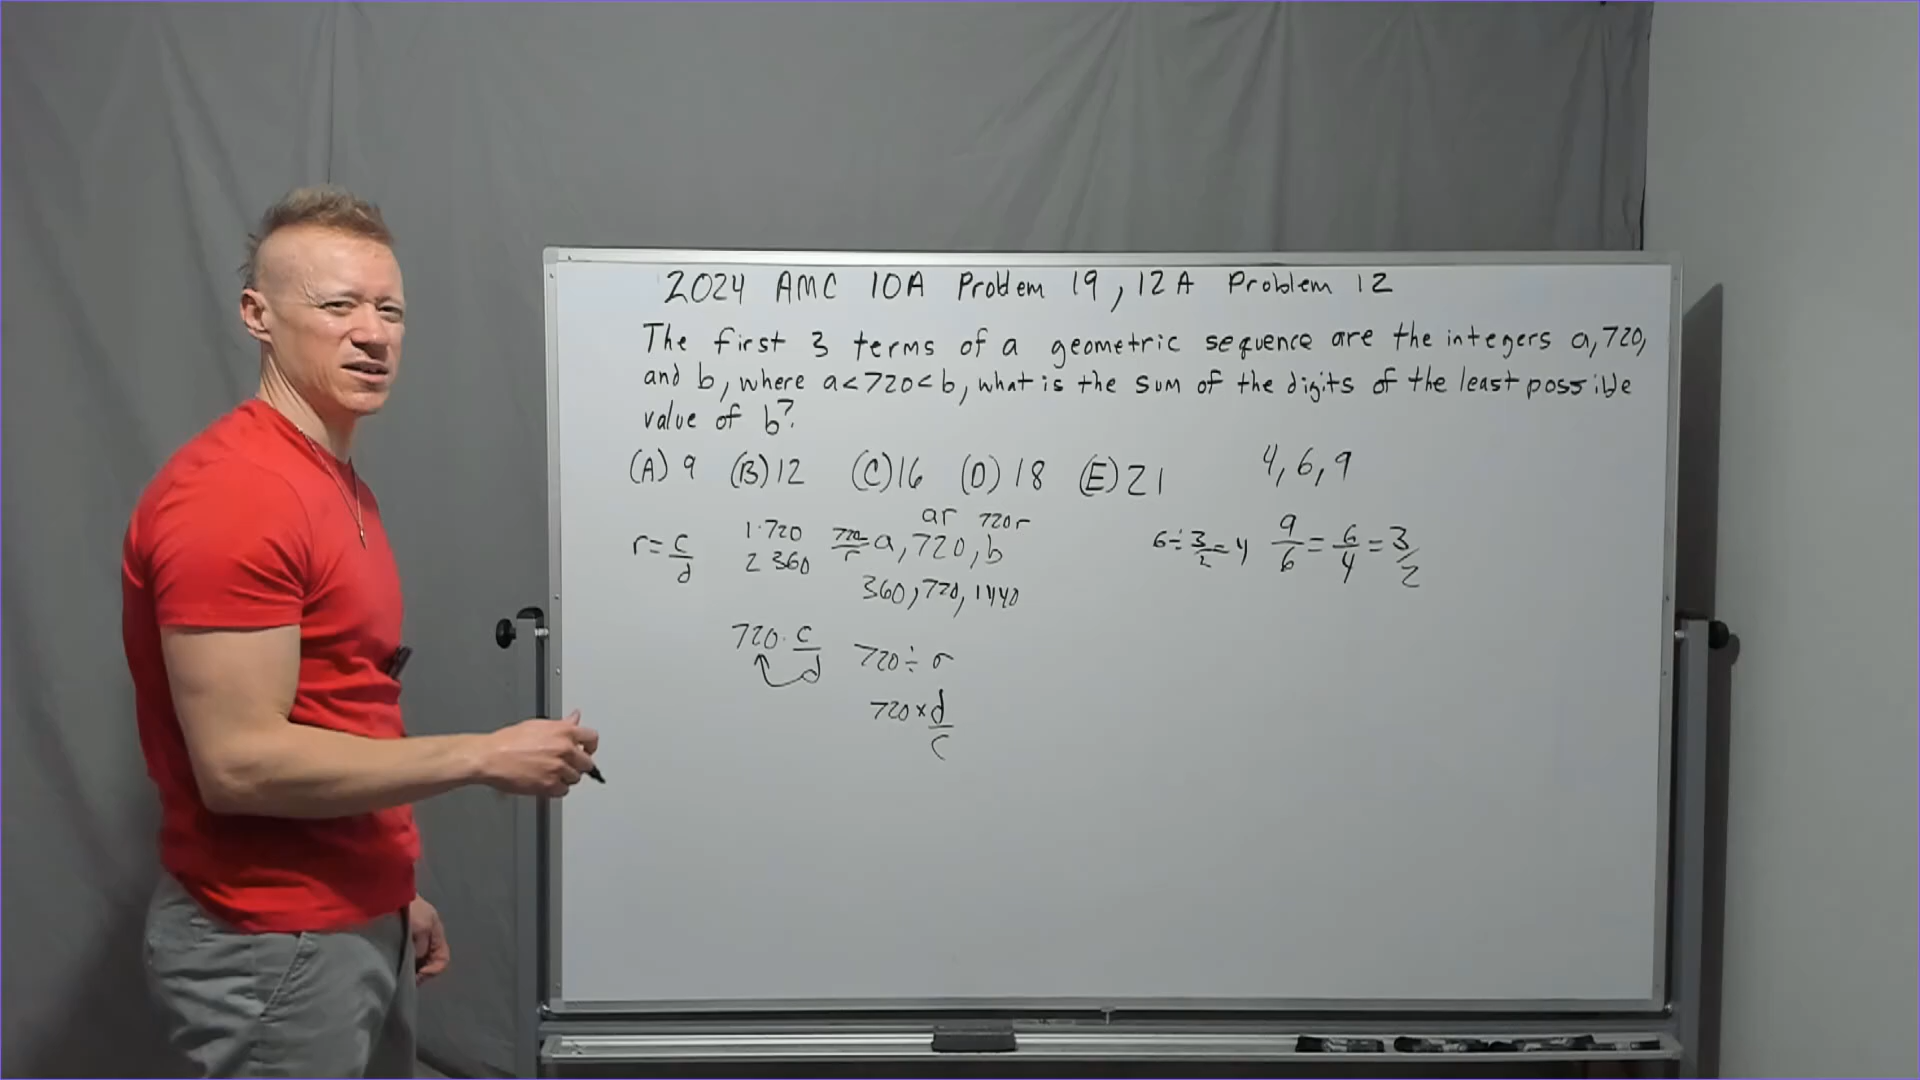 2024 AMC 10A Problem 19, 12A Problem 12
The first 3 terms of a geometric sequence are the integers a, 720,
and b, where a < 720 < b, what is the sum of the digits of the least possible
value of b?
(A) 9 (B) 12 (C) 16 (D) 18 (E) 21
4, 6, 9
r = c/d
1·720
2 360
ar 720r
720/r = a, 720, b
360, 720, 1440
6 ÷ 3/2 = 4
9/6 = 6/4 = 3/2
720 · c/d
720 ÷ r
720 × d/c